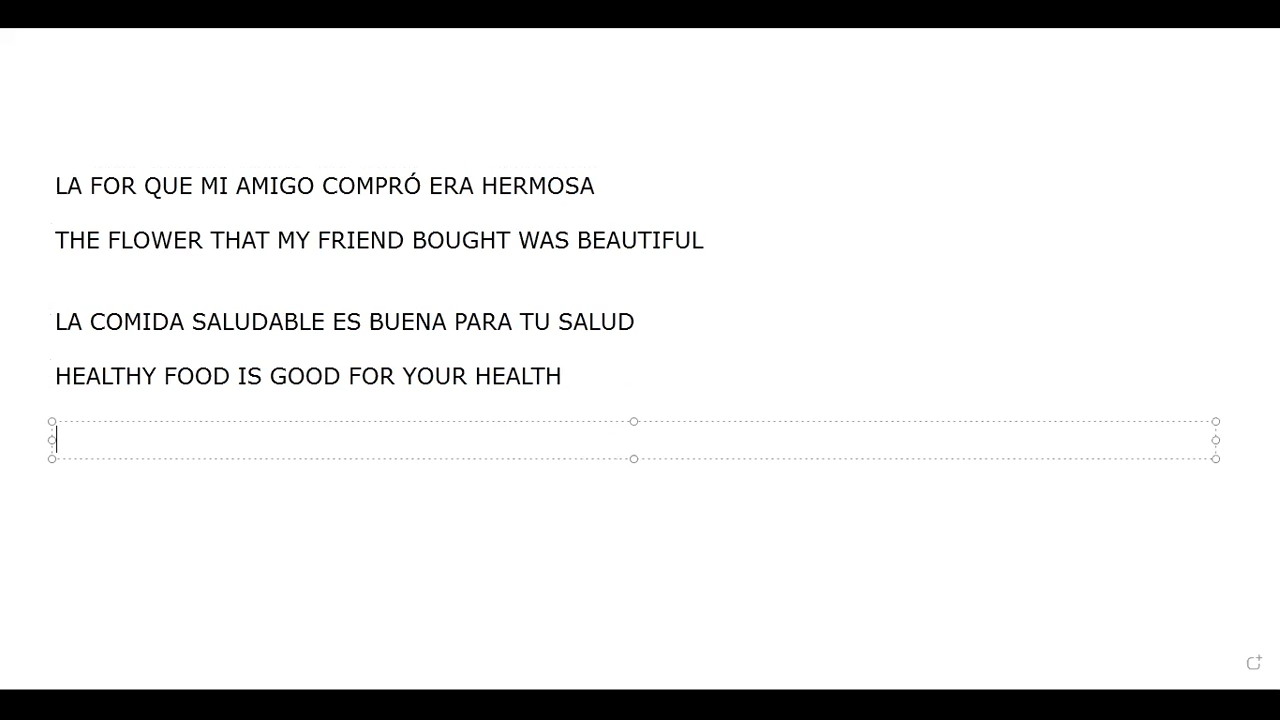 LA FOR QUE MI AMIGO COMPRÓ ERA HERMOSA
THE FLOWER THAT MY FRIEND BOUGHT WAS BEAUTIFUL
LA COMIDA SALUDABLE ES BUENA PARA TU SALUD
HEALTHY FOOD IS GOOD FOR YOUR HEALTH